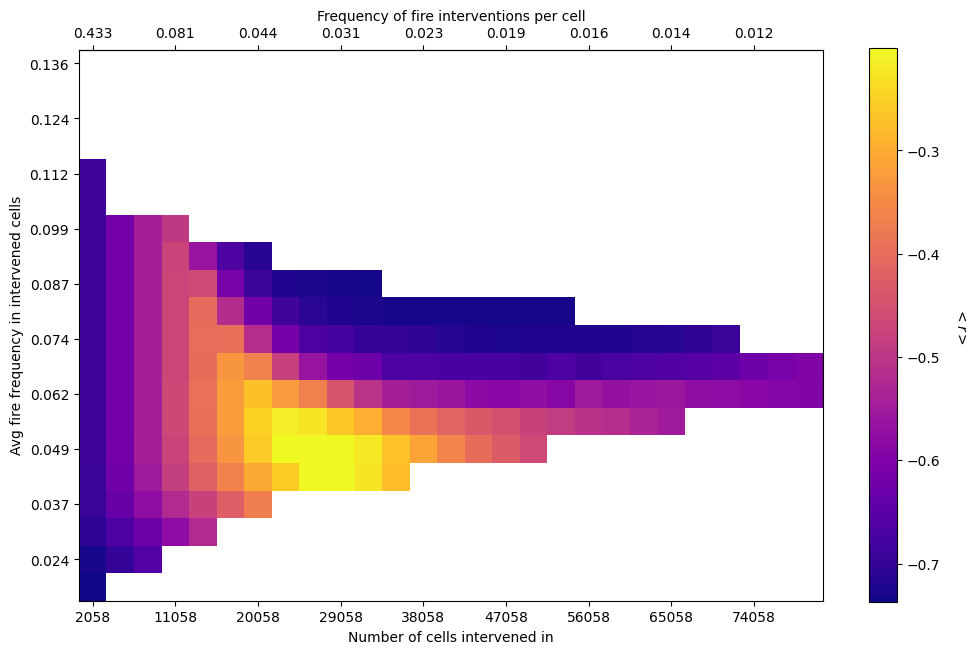 Frequency of fire interventions per cell
0.433 0.081 0.044 0.031 0.023 0.019 0.016 0.014 0.012
Avg fire frequency in intervened cells
0.136
0.124
0.112
0.099
0.087
0.074
0.062
0.049
0.037
0.024
2058 11058 20058 29058 38058 47058 56058 65058 74058
Number of cells intervened in
−0.3
−0.4
−0.5
−0.6
−0.7
< r >